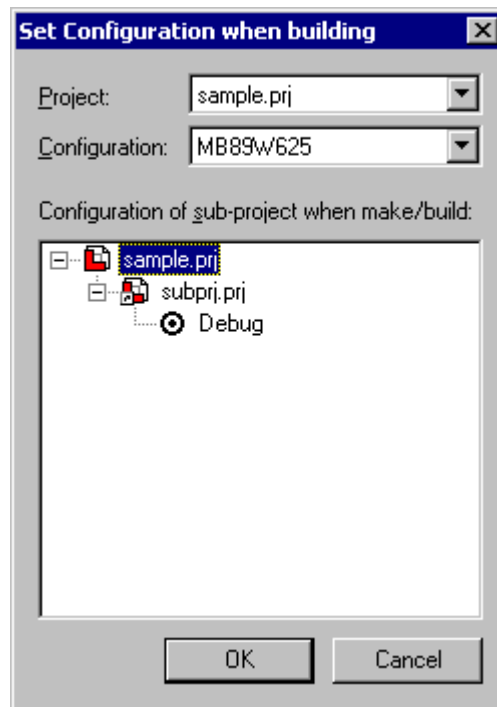 Set Configuration when building
Project: sample.prj
Configuration: MB89W625
Configuration of sub-project when make/build:
sample.prj
subprj.prj
Debug
OK Cancel